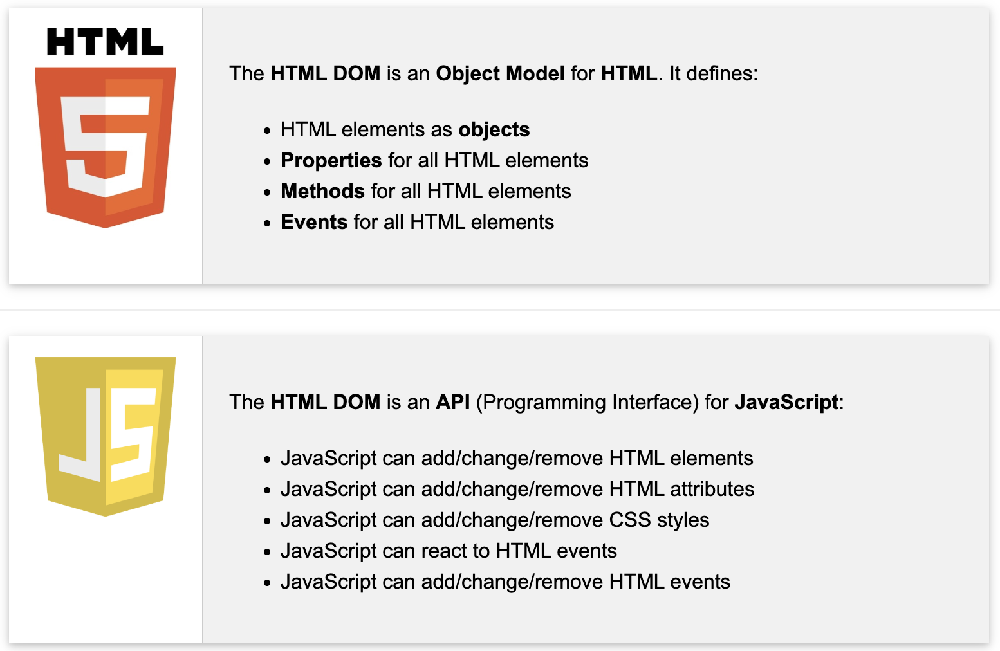 HTML
5
The HTML DOM is an Object Model for HTML. It defines:
• HTML elements as objects
• Properties for all HTML elements
• Methods for all HTML elements
• Events for all HTML elements
JS
The HTML DOM is an API (Programming Interface) for JavaScript:
• JavaScript can add/change/remove HTML elements
• JavaScript can add/change/remove HTML attributes
• JavaScript can add/change/remove CSS styles
• JavaScript can react to HTML events
• JavaScript can add/change/remove HTML events